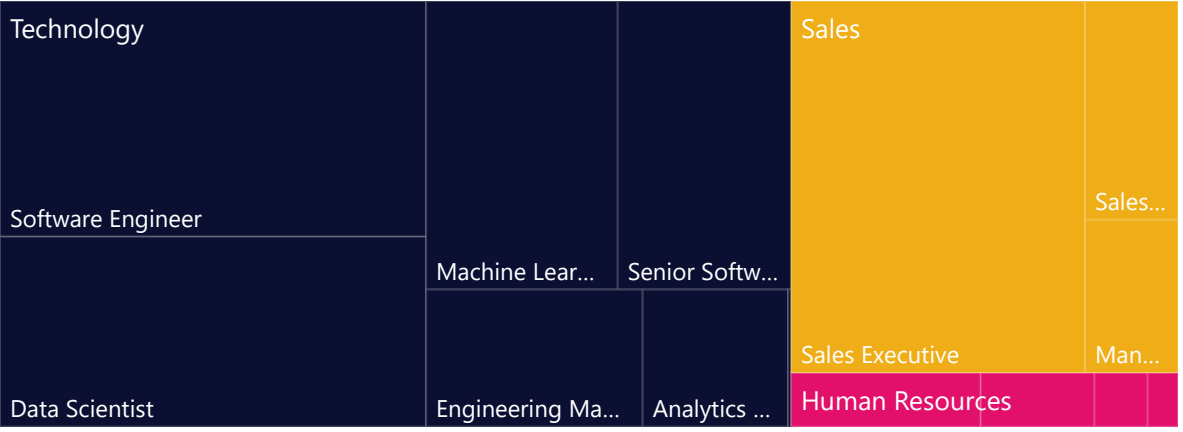 Technology
Software Engineer
Data Scientist
Machine Lear...
Senior Softw...
Engineering Ma...
Analytics ...
Sales
Sales Executive
Sales...
Man...
Human Resources